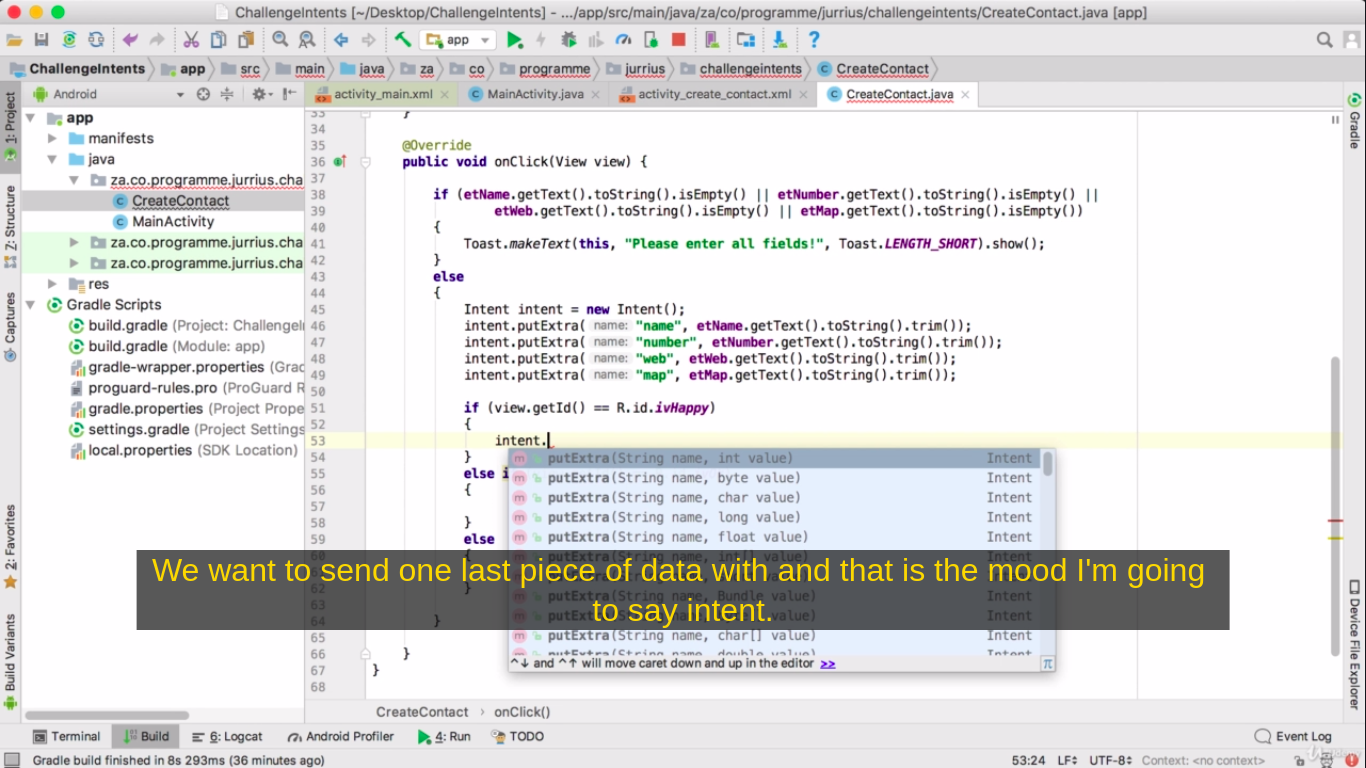 ChallengeIntents [~/Desktop/ChallengeIntents] - .../app/src/main/java/za/co/programme/jurrius/challengeintents/CreateContact.java [app]
app
ChallengeIntents app src main java za co programme jurrius challengeintents CreateContact
1: Project
Z: Structure
Captures
2: Favorites
Build Variants
Android
app
manifests
java
za.co.programme.jurrius.cha
CreateContact
MainActivity
za.co.programme.jurrius.cha
za.co.programme.jurrius.cha
res
Gradle Scripts
build.gradle (Project: ChallengeI
build.gradle (Module: app)
gradle-wrapper.properties (Grad
proguard-rules.pro (ProGuard R
gradle.properties (Project Prope
settings.gradle (Project Settings
local.properties (SDK Location)
activity_main.xml MainActivity.java activity_create_contact.xml CreateContact.java
33 }
34
35 @Override
36 public void onClick(View view) {
37
38 if (etName.getText().toString().isEmpty() || etNumber.getText().toString().isEmpty() ||
39 etWeb.getText().toString().isEmpty() || etMap.getText().toString().isEmpty())
40 {
41 Toast.makeText(this, "Please enter all fields!", Toast.LENGTH_SHORT).show();
42 }
43 else
44 {
45 Intent intent = new Intent();
46 intent.putExtra( name: "name", etName.getText().toString().trim());
47 intent.putExtra( name: "number", etNumber.getText().toString().trim());
48 intent.putExtra( name: "web", etWeb.getText().toString().trim());
49 intent.putExtra( name: "map", etMap.getText().toString().trim());
50
51 if (view.getId() == R.id.ivHappy)
52 {
53 intent.
54 }
55 else i
56 {
57
58 }
59 else
60 {
62 }
63
64 }
65
66 }
67 }
68
putExtra(String name, int value) Intent
putExtra(String name, byte value) Intent
putExtra(String name, char value) Intent
putExtra(String name, long value) Intent
putExtra(String name, float value) Intent
putExtra(String name, int[] value) Intent
putExtra(String name, Bundle value) Intent
putExtra(String name, char[] value) Intent
putExtra(String name, double value) Intent
^↓ and ^↑ will move caret down and up in the editor >>
π
We want to send one last piece of data with and that is the mood I'm going
to say intent.
Gradle
Device File Explorer
CreateContact › onClick()
Terminal Build 6: Logcat Android Profiler 4: Run TODO Event Log
Gradle build finished in 8s 293ms (36 minutes ago) 53:24 LF UTF-8 Context: <no context>